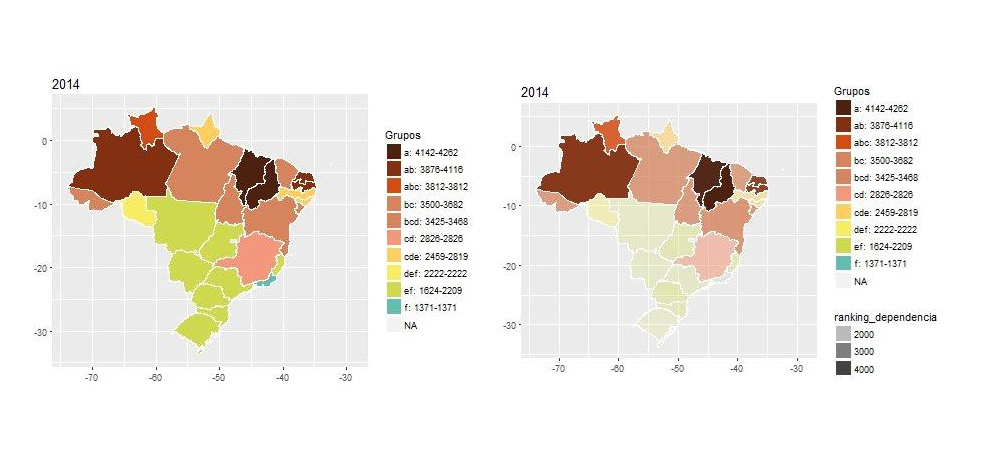 2014
Grupos
a: 4142-4262
ab: 3876-4116
abc: 3812-3812
bc: 3500-3682
bcd: 3425-3468
cd: 2826-2826
cde: 2459-2819
def: 2222-2222
ef: 1624-2209
f: 1371-1371
NA
0
-10
-20
-30
-70
-60
-50
-40
-30
2014
Grupos
a: 4142-4262
ab: 3876-4116
abc: 3812-3812
bc: 3500-3682
bcd: 3425-3468
cd: 2826-2826
cde: 2459-2819
def: 2222-2222
ef: 1624-2209
f: 1371-1371
NA
ranking_dependencia
2000
3000
4000
0
-10
-20
-30
-70
-60
-50
-40
-30